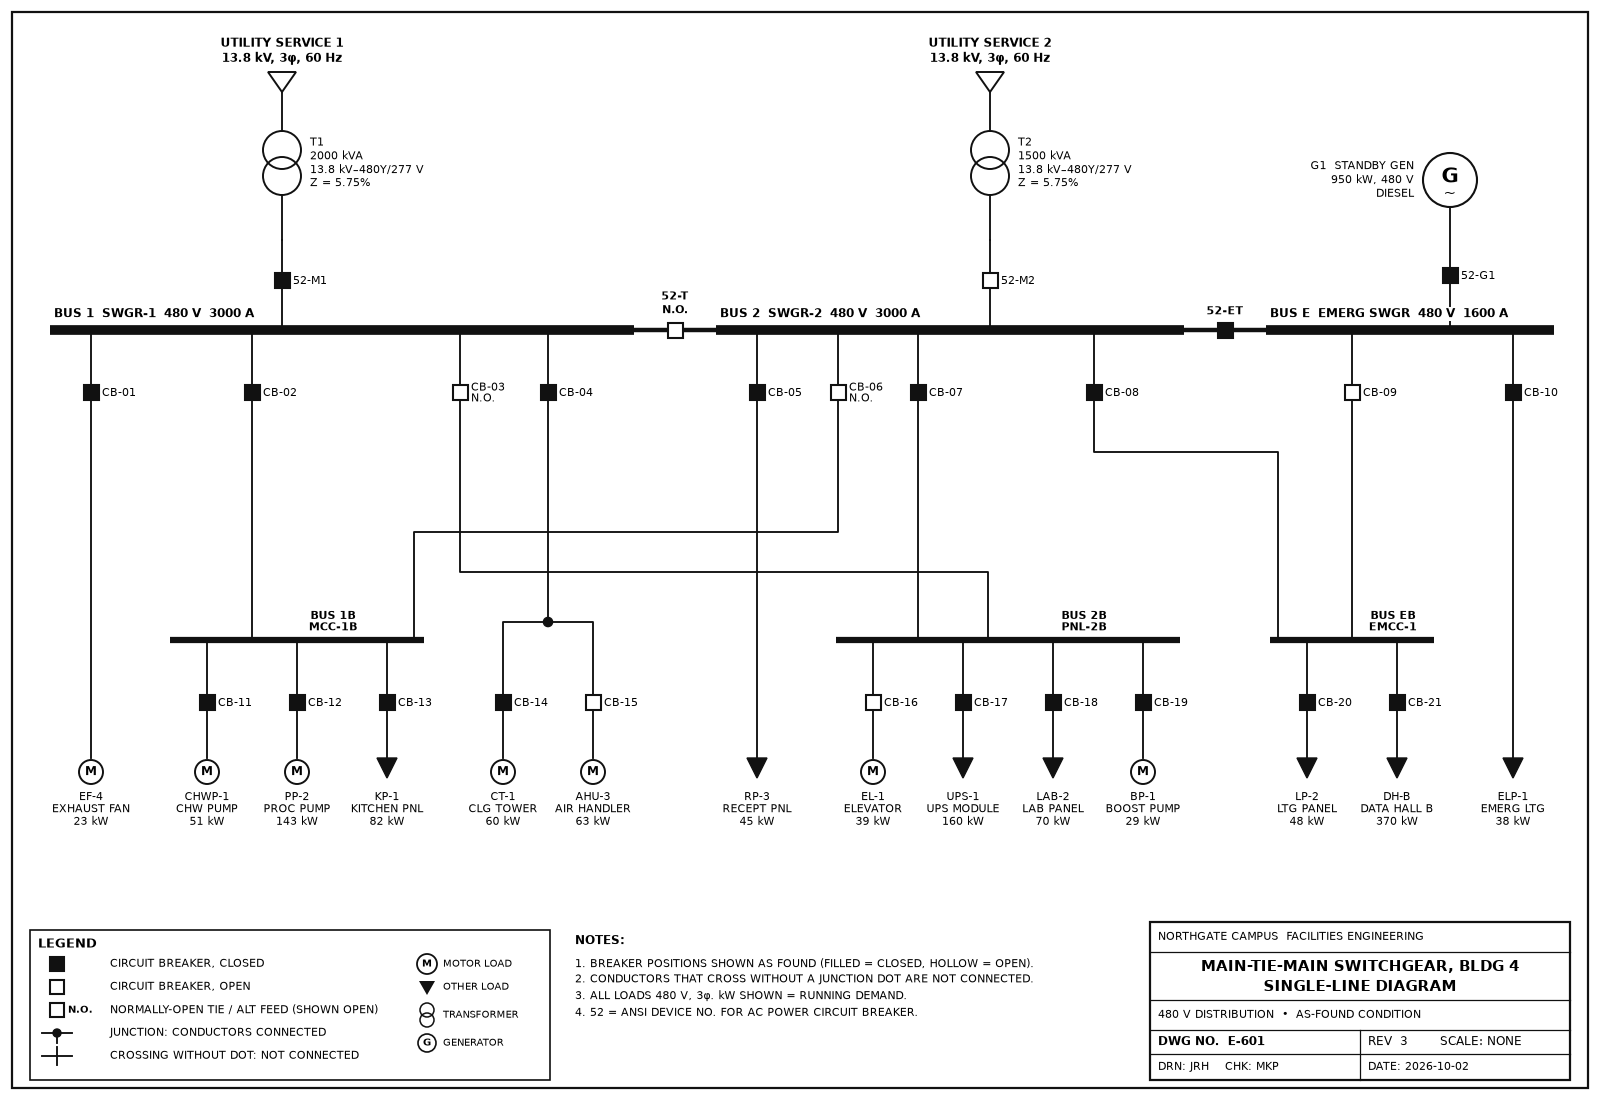 UTILITY SERVICE 1
13.8 kV, 3φ, 60 Hz
UTILITY SERVICE 2
13.8 kV, 3φ, 60 Hz
T1
2000 kVA
13.8 kV–480Y/277 V
Z = 5.75%
T2
1500 kVA
13.8 kV–480Y/277 V
Z = 5.75%
G1  STANDBY GEN
950 kW, 480 V
DIESEL
G
~
52-M1
52-M2
52-G1
BUS 1  SWGR-1  480 V  3000 A
52-T
N.O.
BUS 2  SWGR-2  480 V  3000 A
52-ET
BUS E  EMERG SWGR  480 V  1600 A
CB-01
CB-02
CB-03
N.O.
CB-04
CB-05
CB-06
N.O.
CB-07
CB-08
CB-09
CB-10
BUS 1B
MCC-1B
BUS 2B
PNL-2B
BUS EB
EMCC-1
CB-11
CB-12
CB-13
CB-14
CB-15
CB-16
CB-17
CB-18
CB-19
CB-20
CB-21
M
EF-4
EXHAUST FAN
23 kW
M
CHWP-1
CHW PUMP
51 kW
M
PP-2
PROC PUMP
143 kW
KP-1
KITCHEN PNL
82 kW
M
CT-1
CLG TOWER
60 kW
M
AHU-3
AIR HANDLER
63 kW
RP-3
RECEPT PNL
45 kW
M
EL-1
ELEVATOR
39 kW
UPS-1
UPS MODULE
160 kW
LAB-2
LAB PANEL
70 kW
M
BP-1
BOOST PUMP
29 kW
LP-2
LTG PANEL
48 kW
DH-B
DATA HALL B
370 kW
ELP-1
EMERG LTG
38 kW
LEGEND
CIRCUIT BREAKER, CLOSED
CIRCUIT BREAKER, OPEN
N.O. NORMALLY-OPEN TIE / ALT FEED (SHOWN OPEN)
JUNCTION: CONDUCTORS CONNECTED
CROSSING WITHOUT DOT: NOT CONNECTED
M MOTOR LOAD
OTHER LOAD
TRANSFORMER
G GENERATOR
NOTES:
1. BREAKER POSITIONS SHOWN AS FOUND (FILLED = CLOSED, HOLLOW = OPEN).
2. CONDUCTORS THAT CROSS WITHOUT A JUNCTION DOT ARE NOT CONNECTED.
3. ALL LOADS 480 V, 3φ. kW SHOWN = RUNNING DEMAND.
4. 52 = ANSI DEVICE NO. FOR AC POWER CIRCUIT BREAKER.
NORTHGATE CAMPUS  FACILITIES ENGINEERING
MAIN-TIE-MAIN SWITCHGEAR, BLDG 4
SINGLE-LINE DIAGRAM
480 V DISTRIBUTION  •  AS-FOUND CONDITION
DWG NO.  E-601
REV  3
SCALE: NONE
DRN: JRH
CHK: MKP
DATE: 2026-10-02